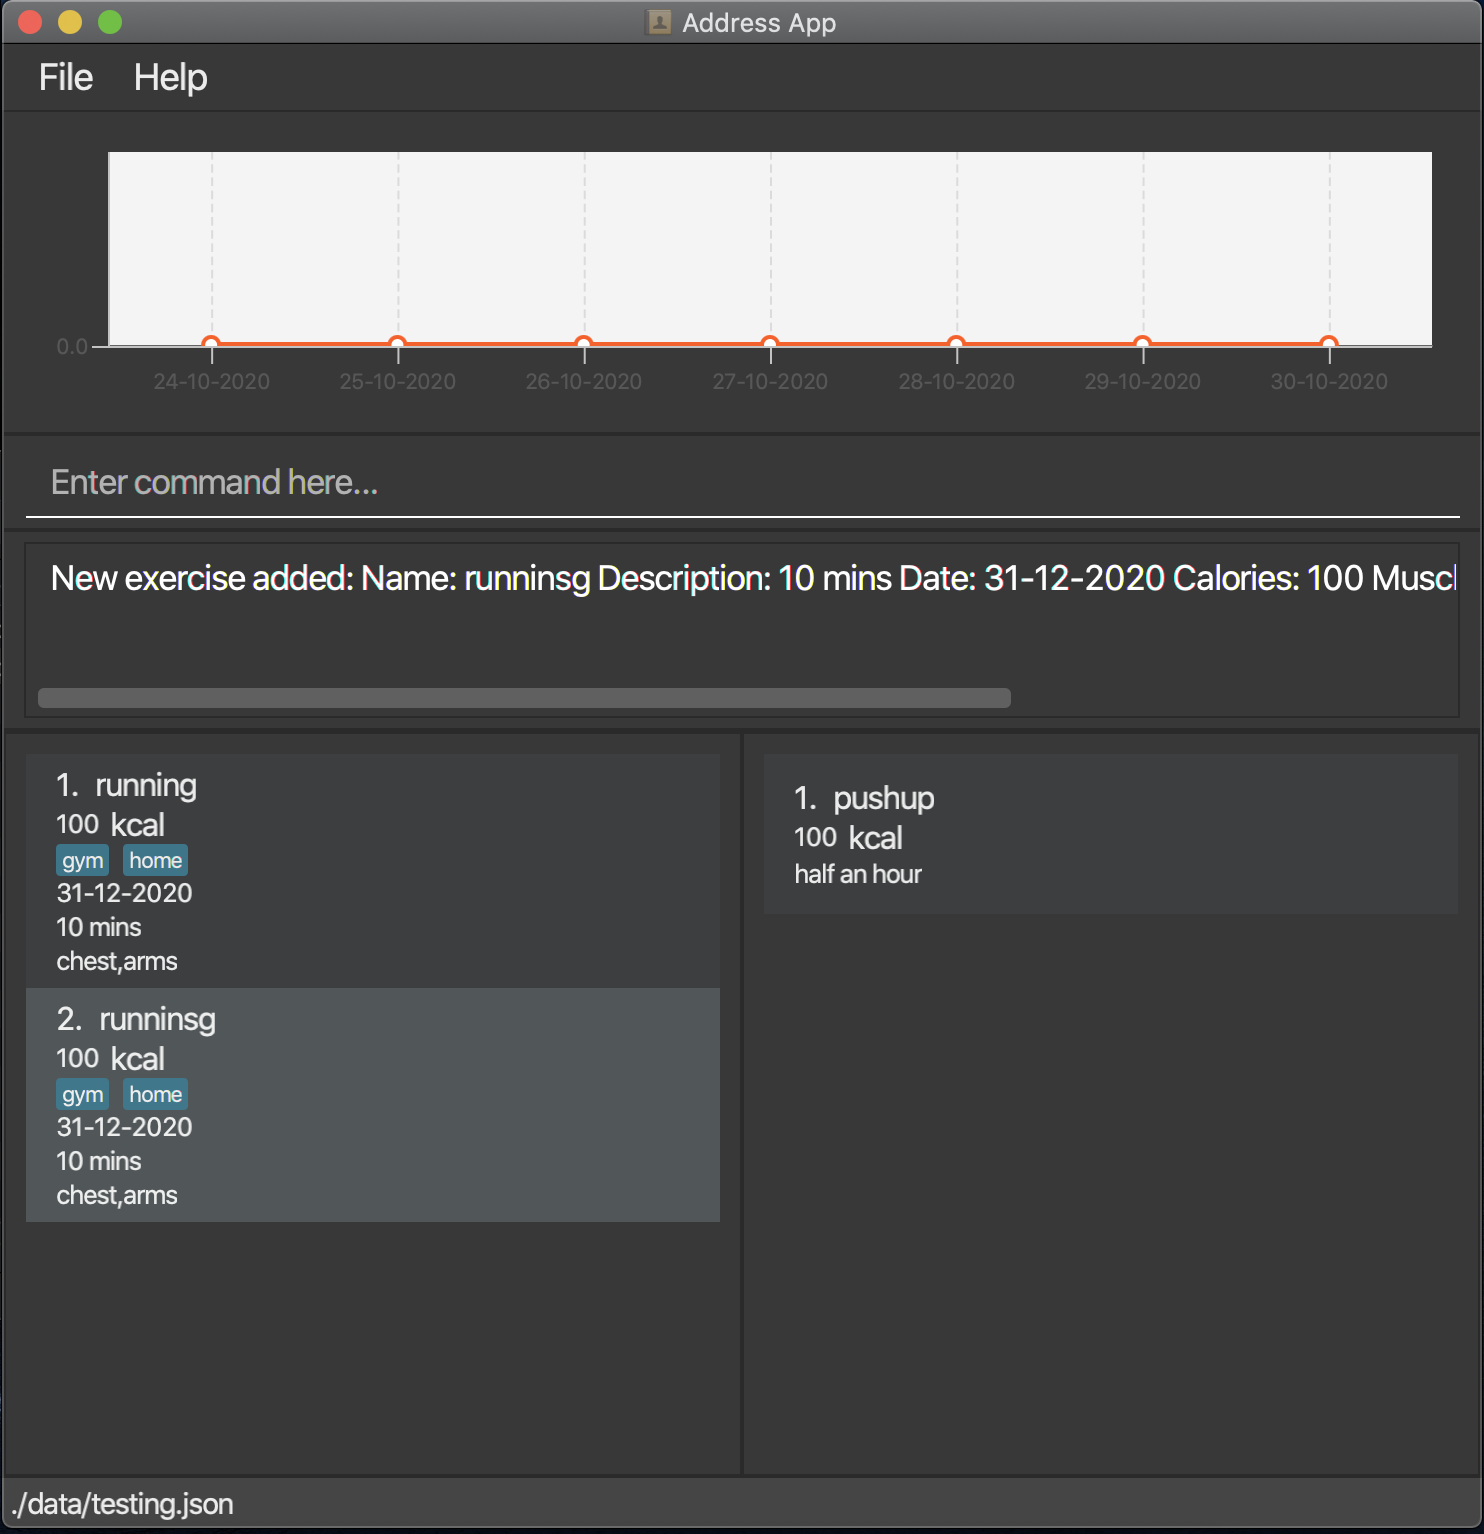 Address App
File Help
0.0
24-10-2020 25-10-2020 26-10-2020 27-10-2020 28-10-2020 29-10-2020 30-10-2020
Enter command here...
New exercise added: Name: runninsg Description: 10 mins Date: 31-12-2020 Calories: 100 Muscl
1. running
100 kcal
gym home
31-12-2020
10 mins
chest,arms
2. runninsg
100 kcal
gym home
31-12-2020
10 mins
chest,arms
1. pushup
100 kcal
half an hour
./data/testing.json